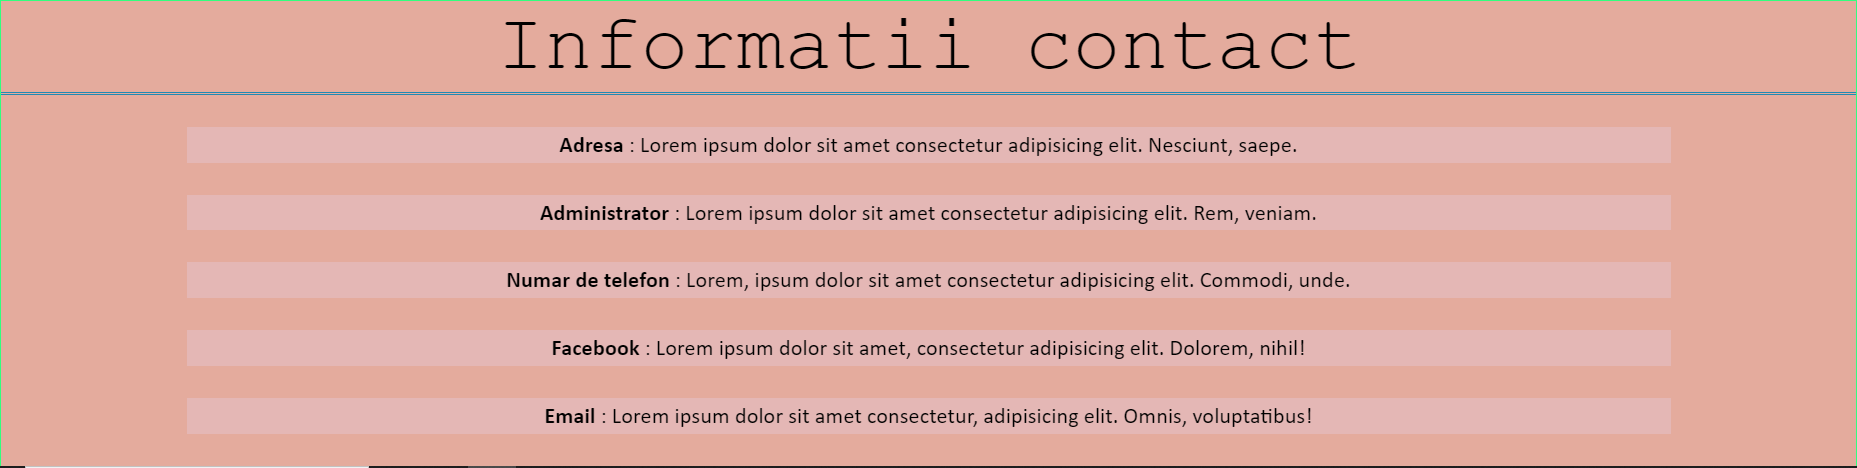 Informatii contact
Adresa : Lorem ipsum dolor sit amet consectetur adipisicing elit. Nesciunt, saepe.
Administrator : Lorem ipsum dolor sit amet consectetur adipisicing elit. Rem, veniam.
Numar de telefon : Lorem, ipsum dolor sit amet consectetur adipisicing elit. Commodi, unde.
Facebook : Lorem ipsum dolor sit amet, consectetur adipisicing elit. Dolorem, nihil!
Email : Lorem ipsum dolor sit amet consectetur, adipisicing elit. Omnis, voluptatibus!